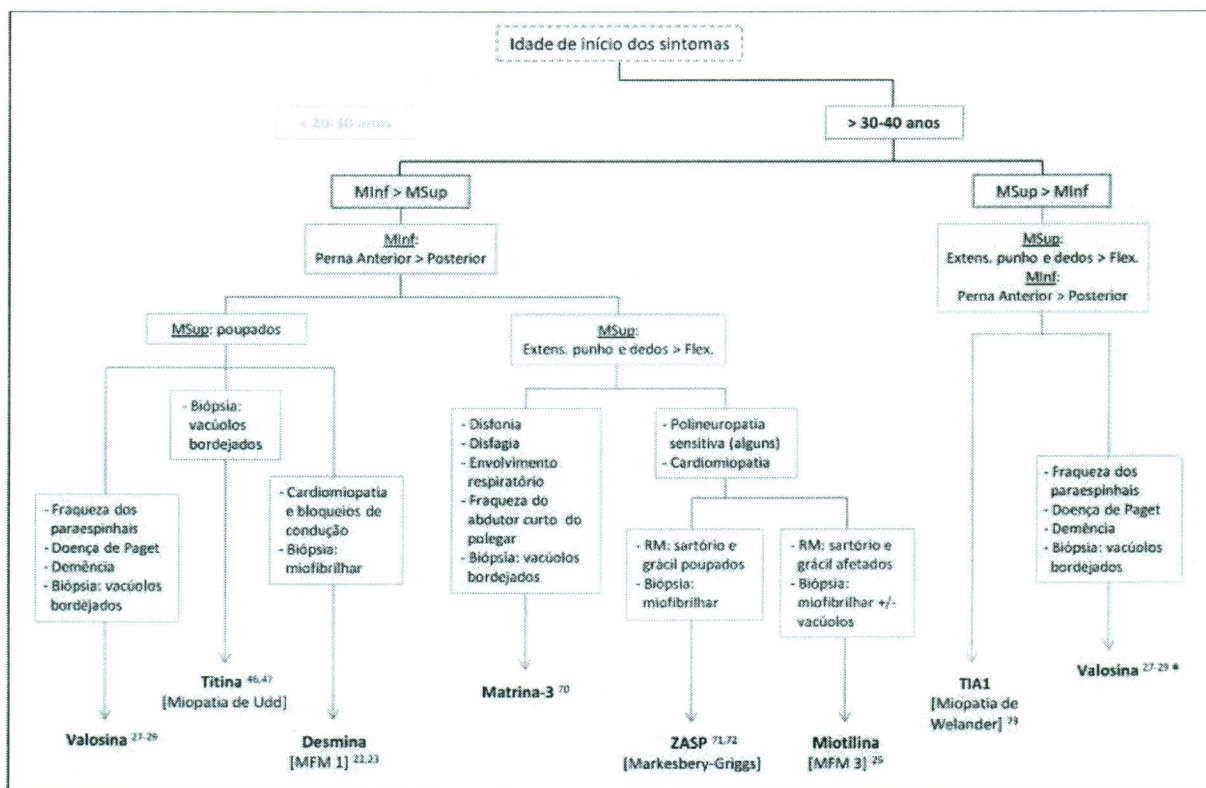 Idade de início dos sintomas
> 30-40 anos
MInf > MSup
MSup > MInf
MInf:
Perna Anterior > Posterior
MSup:
Extens. punho e dedos > Flex.
MInf:
Perna Anterior > Posterior
MSup: poupados
MSup:
Extens. punho e dedos > Flex.
- Biópsia:
vacúolos
bordejados
- Fraqueza dos
paraespinhais
- Doença de Paget
- Demência
- Biópsia: vacúolos
bordejados
- Cardiomiopatia
e bloqueios de
condução
- Biópsia:
miofibrilhar
- Disfonia
- Disfagia
- Envolvimento
respiratório
- Fraqueza do
abdutor curto do
polegar
- Biópsia: vacúolos
bordejados
- Polineuropatia
sensitiva (alguns)
- Cardiomiopatia
- RM: sartório e
grácil poupados
- Biópsia:
miofibrilhar
- RM: sartório e
grácil afetados
- Biópsia:
miofibrilhar +/-
vacúolos
- Fraqueza dos
paraespinhais
- Doença de Paget
- Demência
- Biópsia: vacúolos
bordejados
Valosina 27-29
Titina 46,47
[Miopatia de Udd]
Desmina
[MFM 1] 22,23
Matrina-3 70
ZASP 71,72
[Markesbery-Griggs]
Miotilina
[MFM 3] 25
TIA1
[Miopatia de
Welander] 73
Valosina 27-29 *